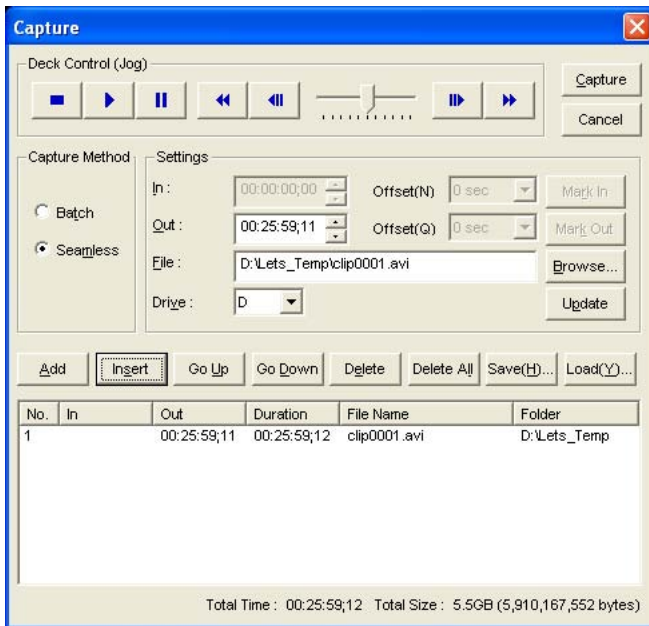 Capture
Deck Control (Jog)
Capture
Cancel
Capture Method
Settings
In :
00:00:00;00
Offset(N)
0 sec
Mark In
Batch
Out :
00:25:59;11
Offset(Q)
0 sec
Mark Out
Seamless
File :
D:\Lets_Temp\clip0001.avi
Browse...
Drive :
D
Update
Add
Insert
Go Up
Go Down
Delete
Delete All
Save(H)...
Load(Y)...
No. In Out Duration File Name Folder
1 00:25:59;11 00:25:59;12 clip0001.avi D:\Lets_Temp
Total Time : 00:25:59;12 Total Size : 5.5GB (5,910,167,552 bytes)